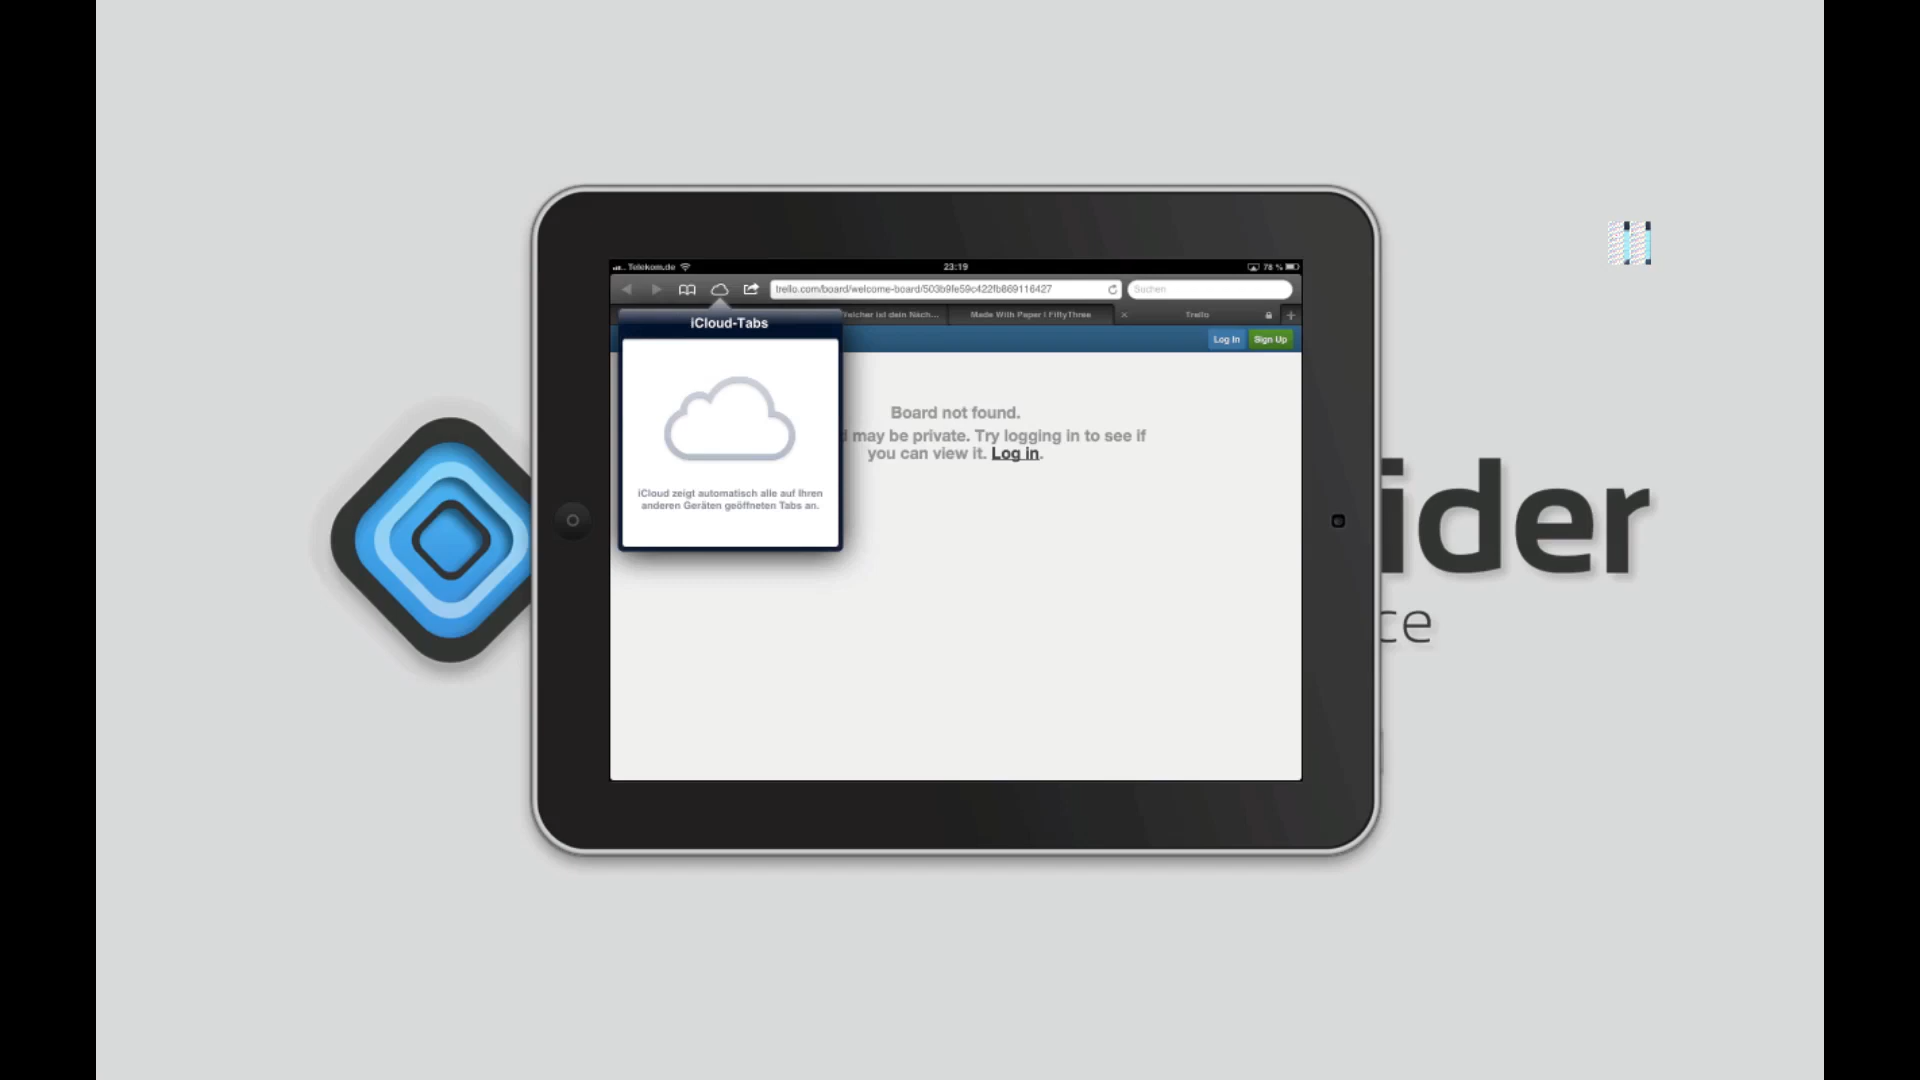 Telekom.de
23:19
78 %
trello.com/board/welcome-board/503b9fe59c422fb869116427
Suchen
elcher ist dein Näch...
Made With Paper | FiftyThree
Trello
iCloud-Tabs
Log In
Sign Up
Board not found.
may be private. Try logging in to see if
you can view it. Log in.
iCloud zeigt automatisch alle auf Ihren
anderen Geräten geöffneten Tabs an.
ider
ce